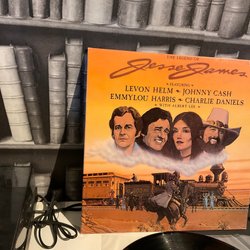 THE LEGEND OF
Jesse James
FEATURING
LEVON HELM • JOHNNY CASH
EMMYLOU HARRIS • CHARLIE DANIELS
WITH ALBERT LEE